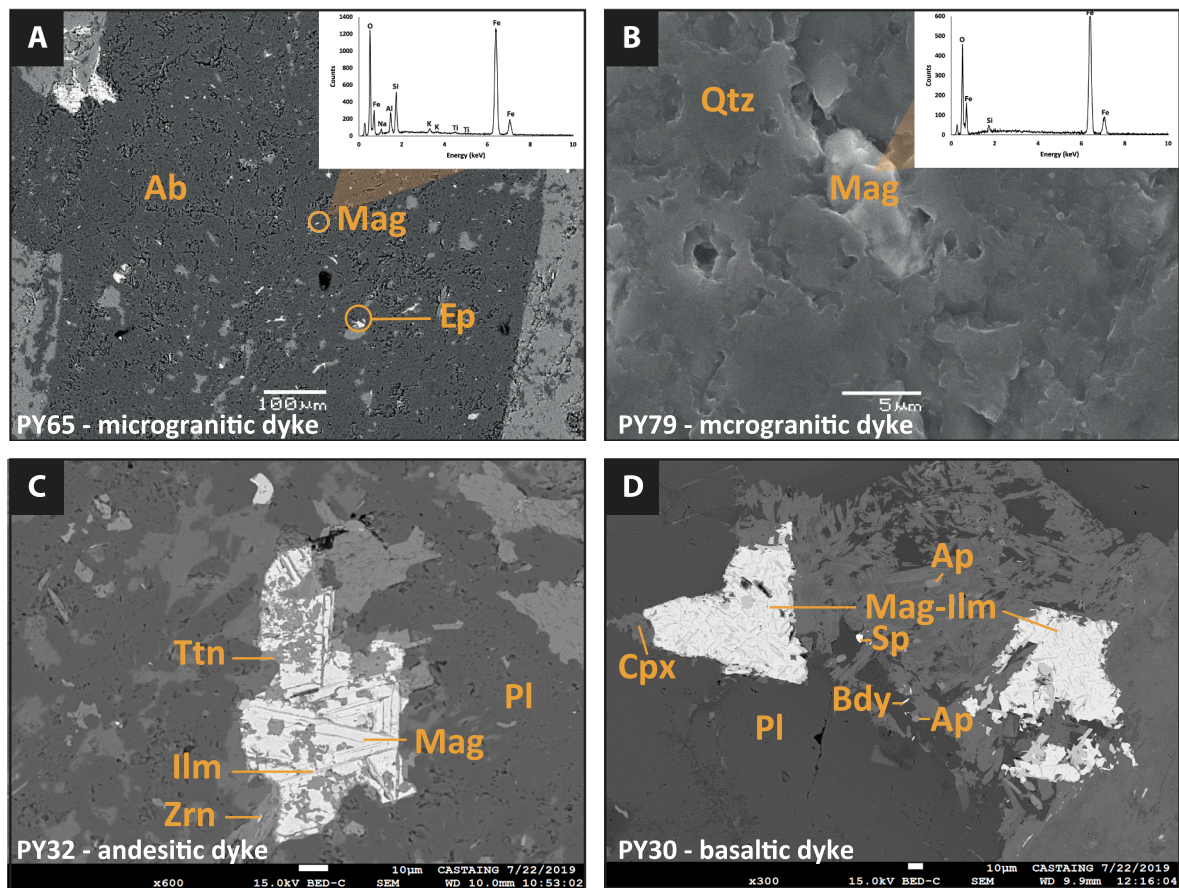 A
1400
1200
1000
800
600
400
200
0
Counts
O
Fe
Na
Al
Si
K
K
Ti
Ti
Fe
Fe
0 2 4 6 8 10
Energy (keV)
Ab
Mag
Ep
100µm
PY65 - microgranitic dyke
B
600
500
400
300
200
100
0
Counts
O
Fe
Si
Fe
Fe
0 2 4 6 8 10
Energy (keV)
Qtz
Mag
5µm
PY79 - mcrogranitic dyke
C
Ttn
Pl
Mag
Ilm
Zrn
PY32 - andesitic dyke
10µm CASTAING 7/22/2019
x600 15.0kV BED-C SEM WD 10.0mm 10:53:02
D
Ap
Mag-Ilm
Sp
Cpx
Bdy
Ap
Pl
PY30 - basaltic dyke
10µm CASTAING 7/22/2019
x300 15.0kV BED-C SEM WD 9.9mm 12:16:04